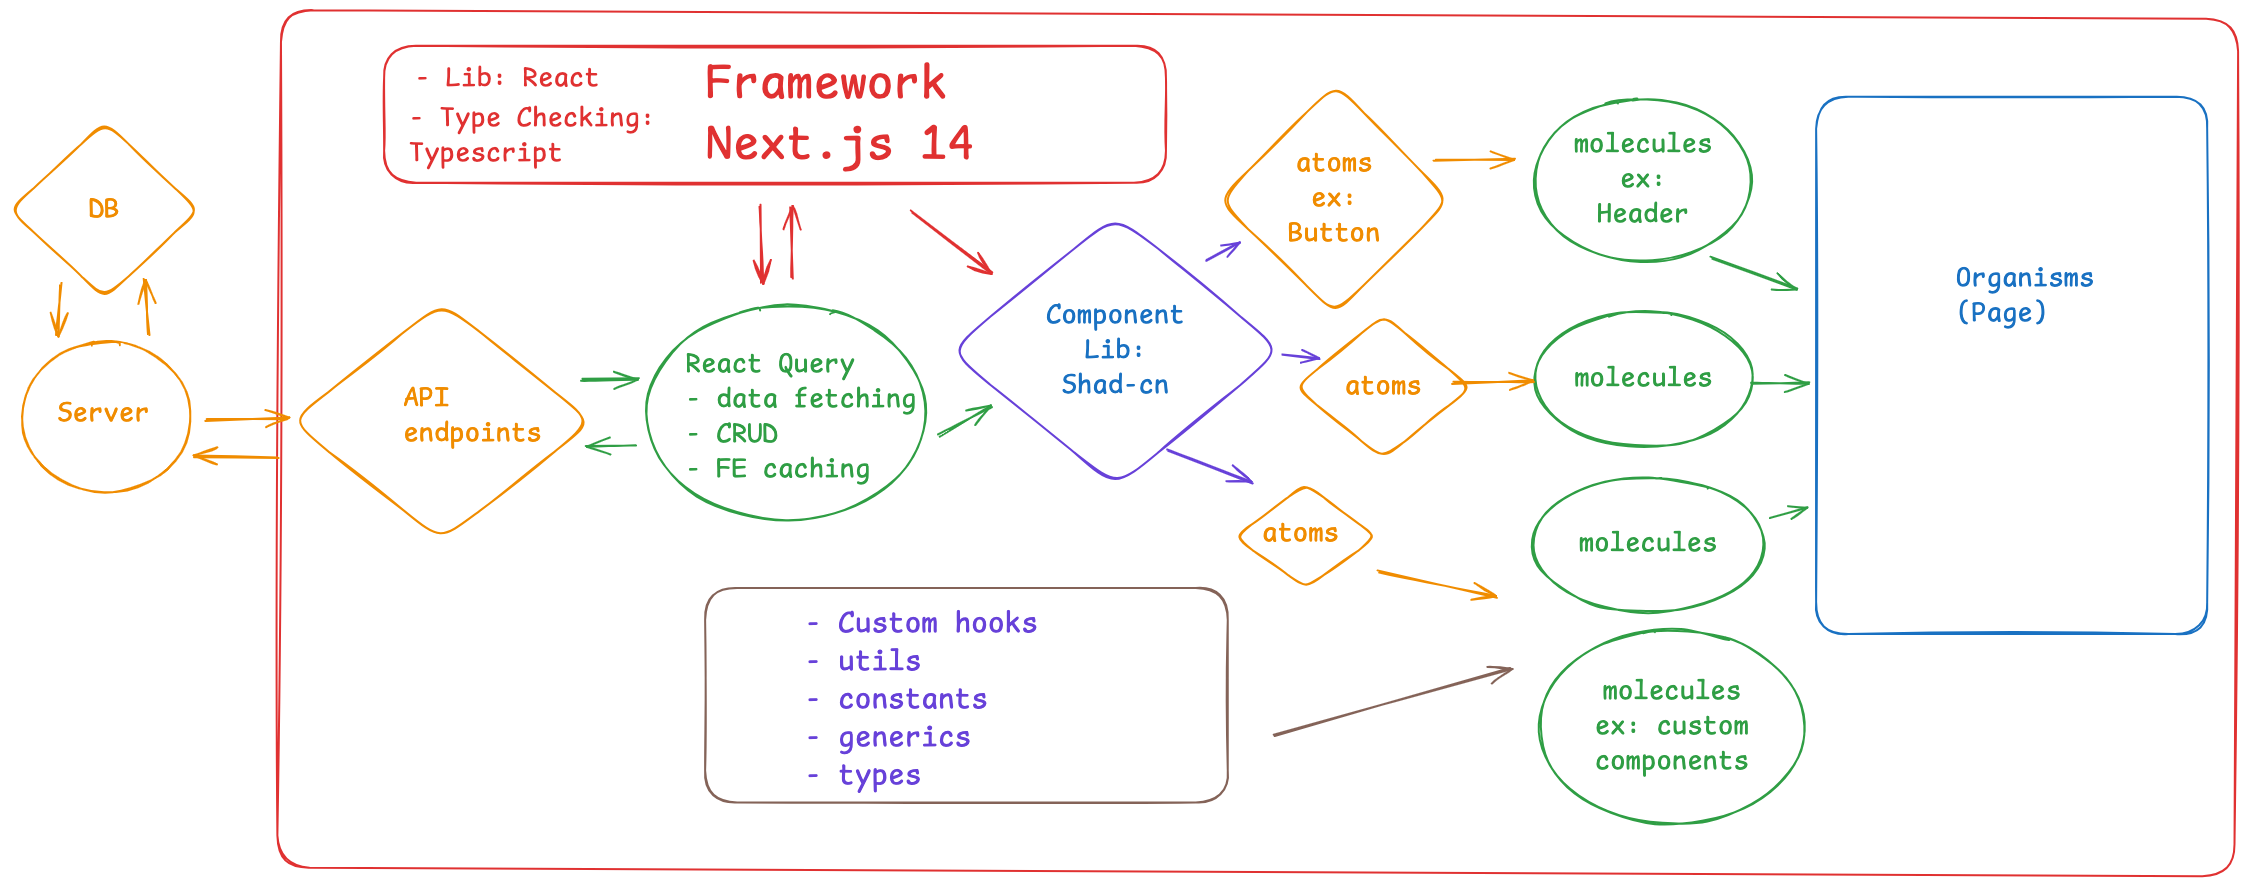 - Lib: React
- Type Checking:
Typescript
Framework
Next.js 14
DB
Server
API
endpoints
React Query
- data fetching
- CRUD
- FE caching
Component
Lib:
Shad-cn
atoms
ex:
Button
atoms
atoms
molecules
ex:
Header
molecules
molecules
molecules
ex: custom
components
Organisms
(Page)
- Custom hooks
- utils
- constants
- generics
- types